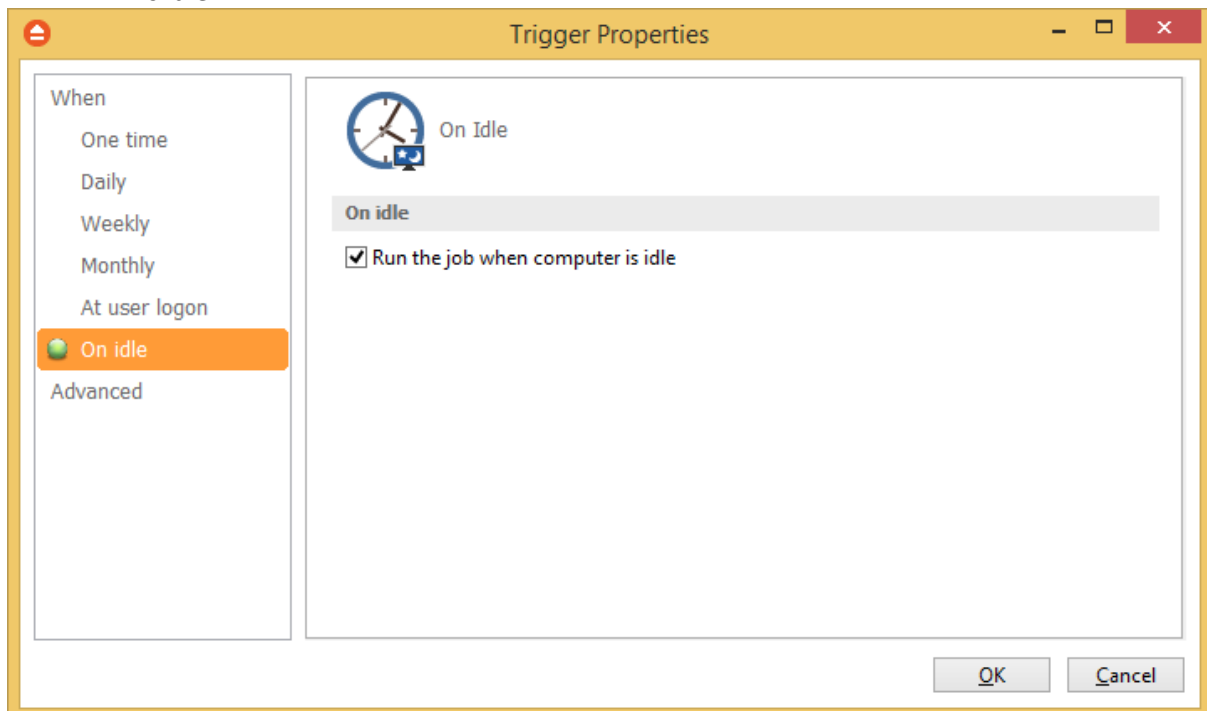 Trigger Properties
When
One time
Daily
Weekly
Monthly
At user logon
On idle
Advanced
On Idle
On idle
Run the job when computer is idle
OK
Cancel